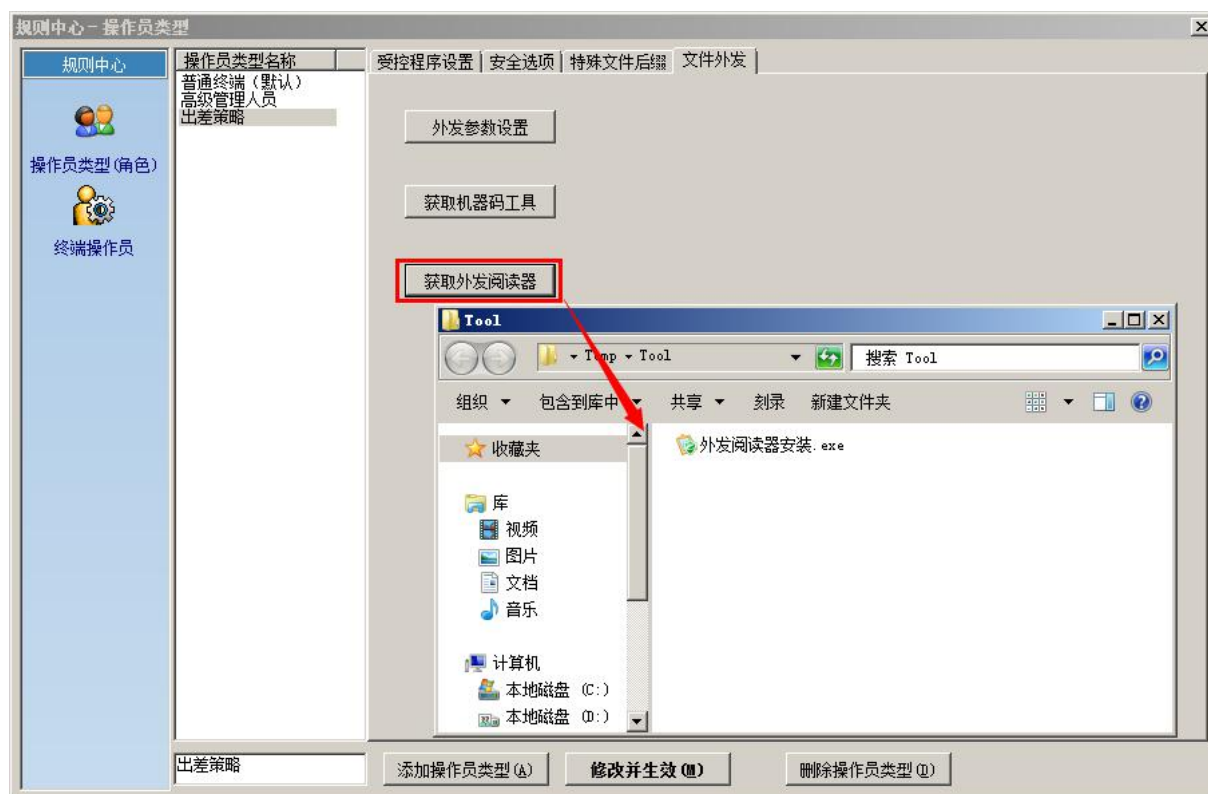 规则中心－操作员类型
规则中心
操作员类型(角色)
终端操作员
操作员类型名称
普通终端（默认）
高级管理人员
出差策略
受控程序设置 安全选项 特殊文件后缀 文件外发
外发参数设置
获取机器码工具
获取外发阅读器
Tool
Temp Tool
搜索 Tool
组织 包含到库中 共享 刻录 新建文件夹
收藏夹
外发阅读器安装.exe
库
视频
图片
文档
音乐
计算机
本地磁盘 (C:)
本地磁盘 (D:)
出差策略
添加操作员类型(A)
修改并生效(M)
删除操作员类型(D)